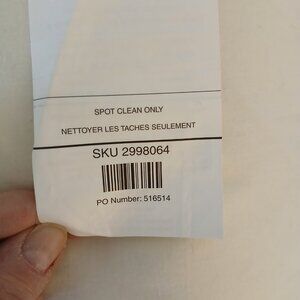 SPOT CLEAN ONLY
NETTOYER LES TACHES SEULEMENT
SKU 2998064
PO Number: 516514